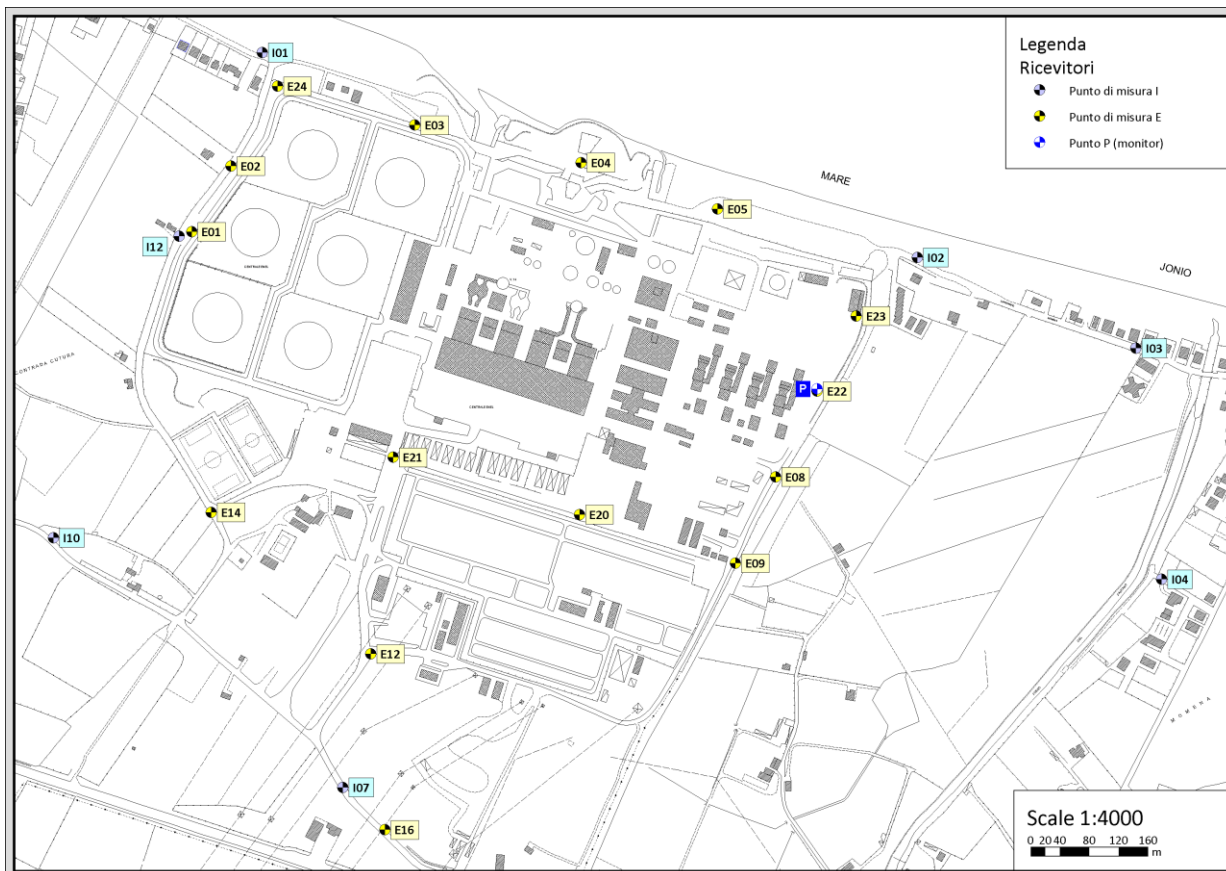 Legenda
Ricevitori
Punto di misura I
Punto di misura E
Punto P (monitor)
I01
E24
E03
E04
E02
MARE
E05
E01
I12
I02
JONIO
E23
I03
CONTRADA CUTURA
P
E22
E21
E08
E14
E20
I10
E09
I04
E12
MOMENA
I07
E16
Scale 1:4000
0 20 40 80 120 160
m